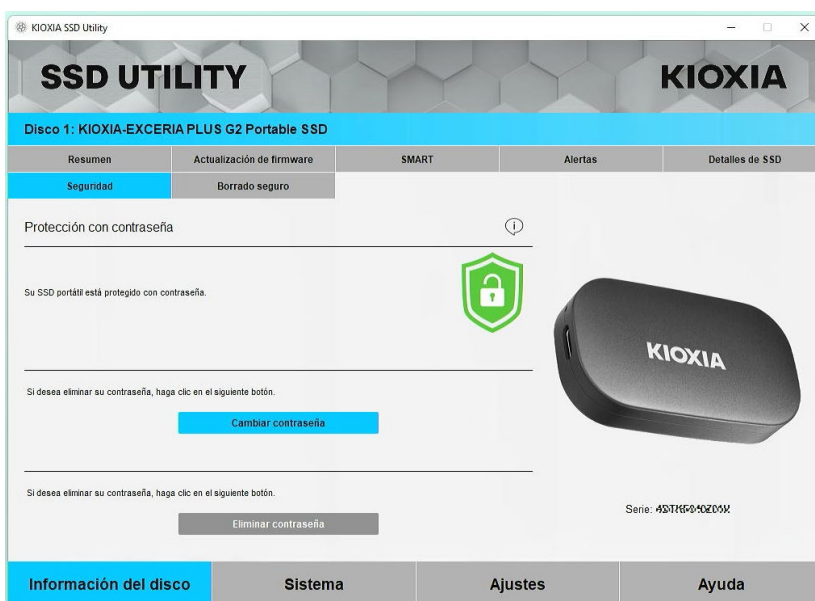 KIOXIA SSD Utility
SSD UTILITY
KIOXIA
Disco 1: KIOXIA-EXCERIA PLUS G2 Portable SSD
Resumen
Actualización de firmware
SMART
Alertas
Detalles de SSD
Seguridad
Borrado seguro
Protección con contraseña
Su SSD portátil está protegido con contraseña.
KIOXIA
Si desea eliminar su contraseña, haga clic en el siguiente botón.
Cambiar contraseña
Si desea eliminar su contraseña, haga clic en el siguiente botón.
Eliminar contraseña
Serie:
Información del disco
Sistema
Ajustes
Ayuda